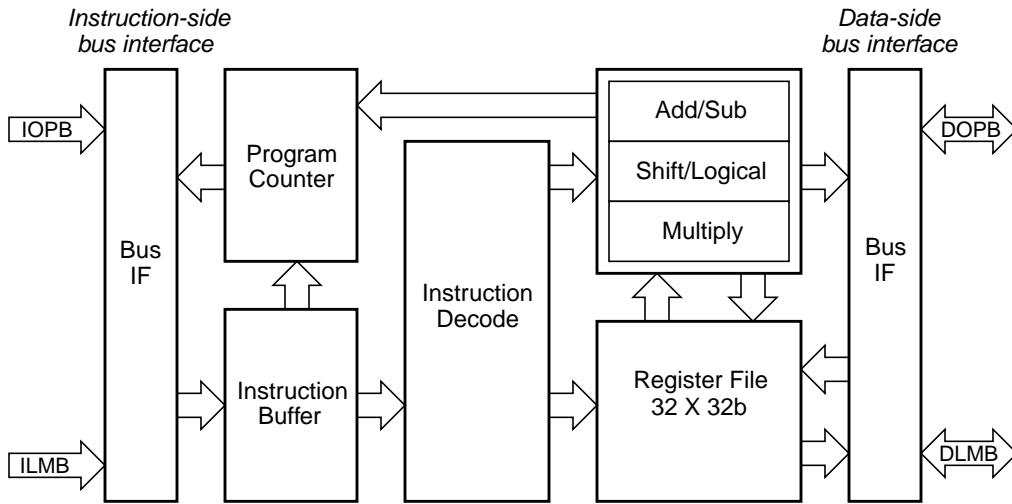 Instruction-side
bus interface
Data-side
bus interface
IOPB
Program
Counter
Add/Sub
Shift/Logical
Multiply
DOPB
Bus
IF
Instruction
Decode
Bus
IF
Instruction
Buffer
Register File
32 X 32b
ILMB
DLMB